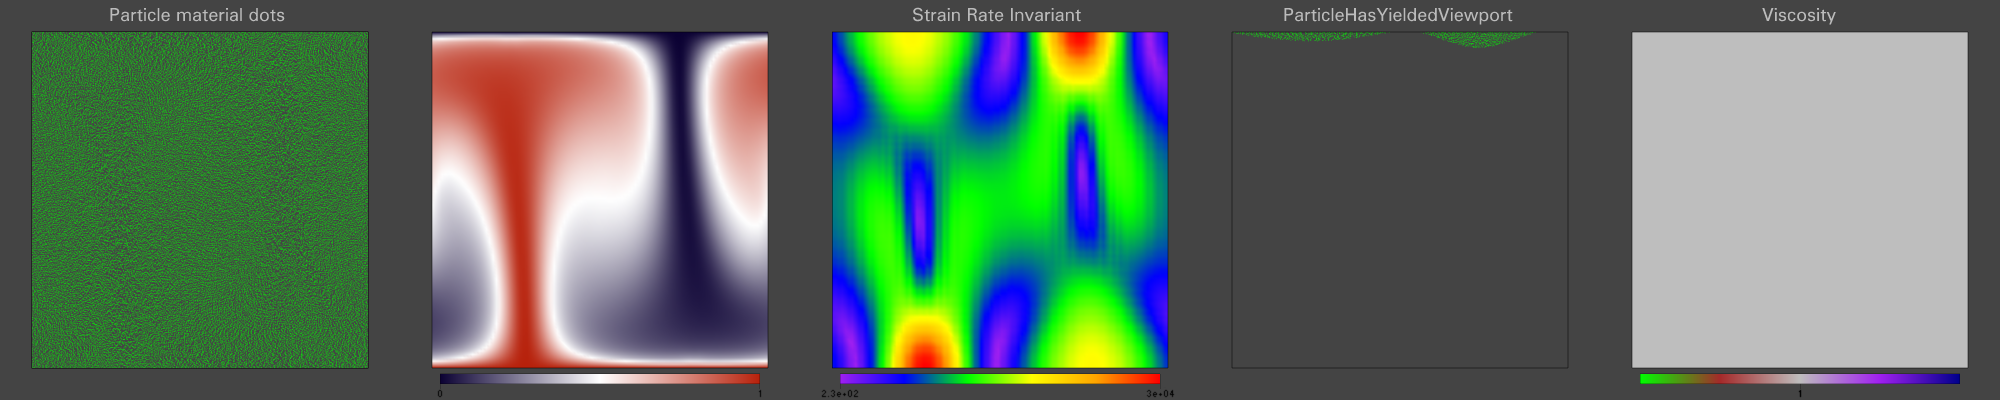 Particle material dots
Strain Rate Invariant
ParticleHasYieldedViewport
Viscosity
0
1
2.3e+02
3e+04
1